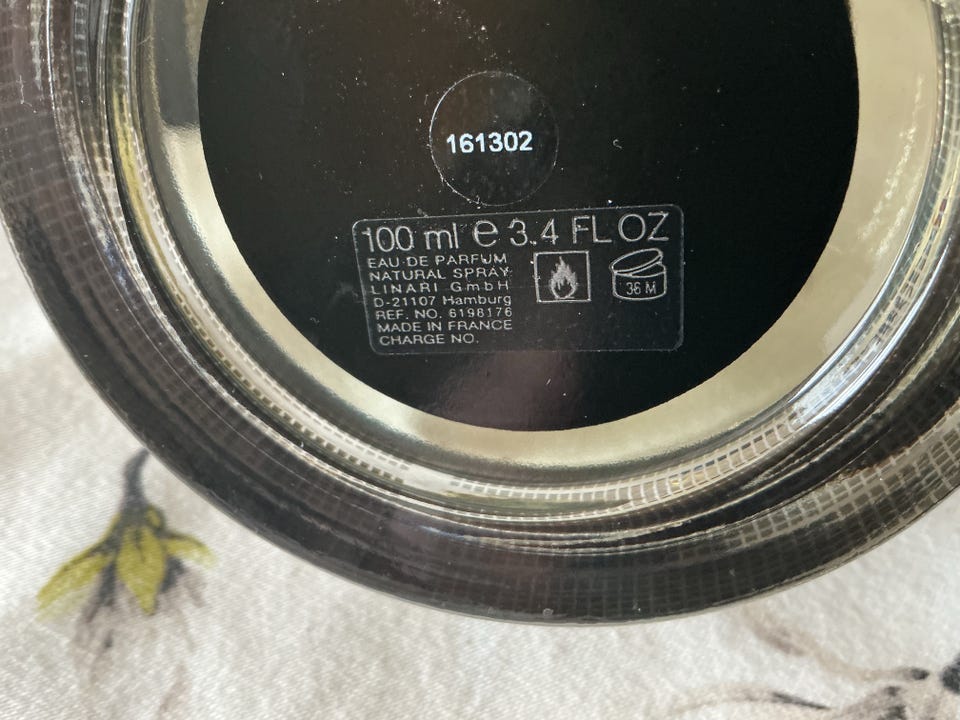 161302
100 ml e 3.4 FL OZ
EAU DE PARFUM
NATURAL SPRAY
LINARI GmbH
D-21107 Hamburg
REF. NO. 6198176
MADE IN FRANCE
CHARGE NO.
36 M